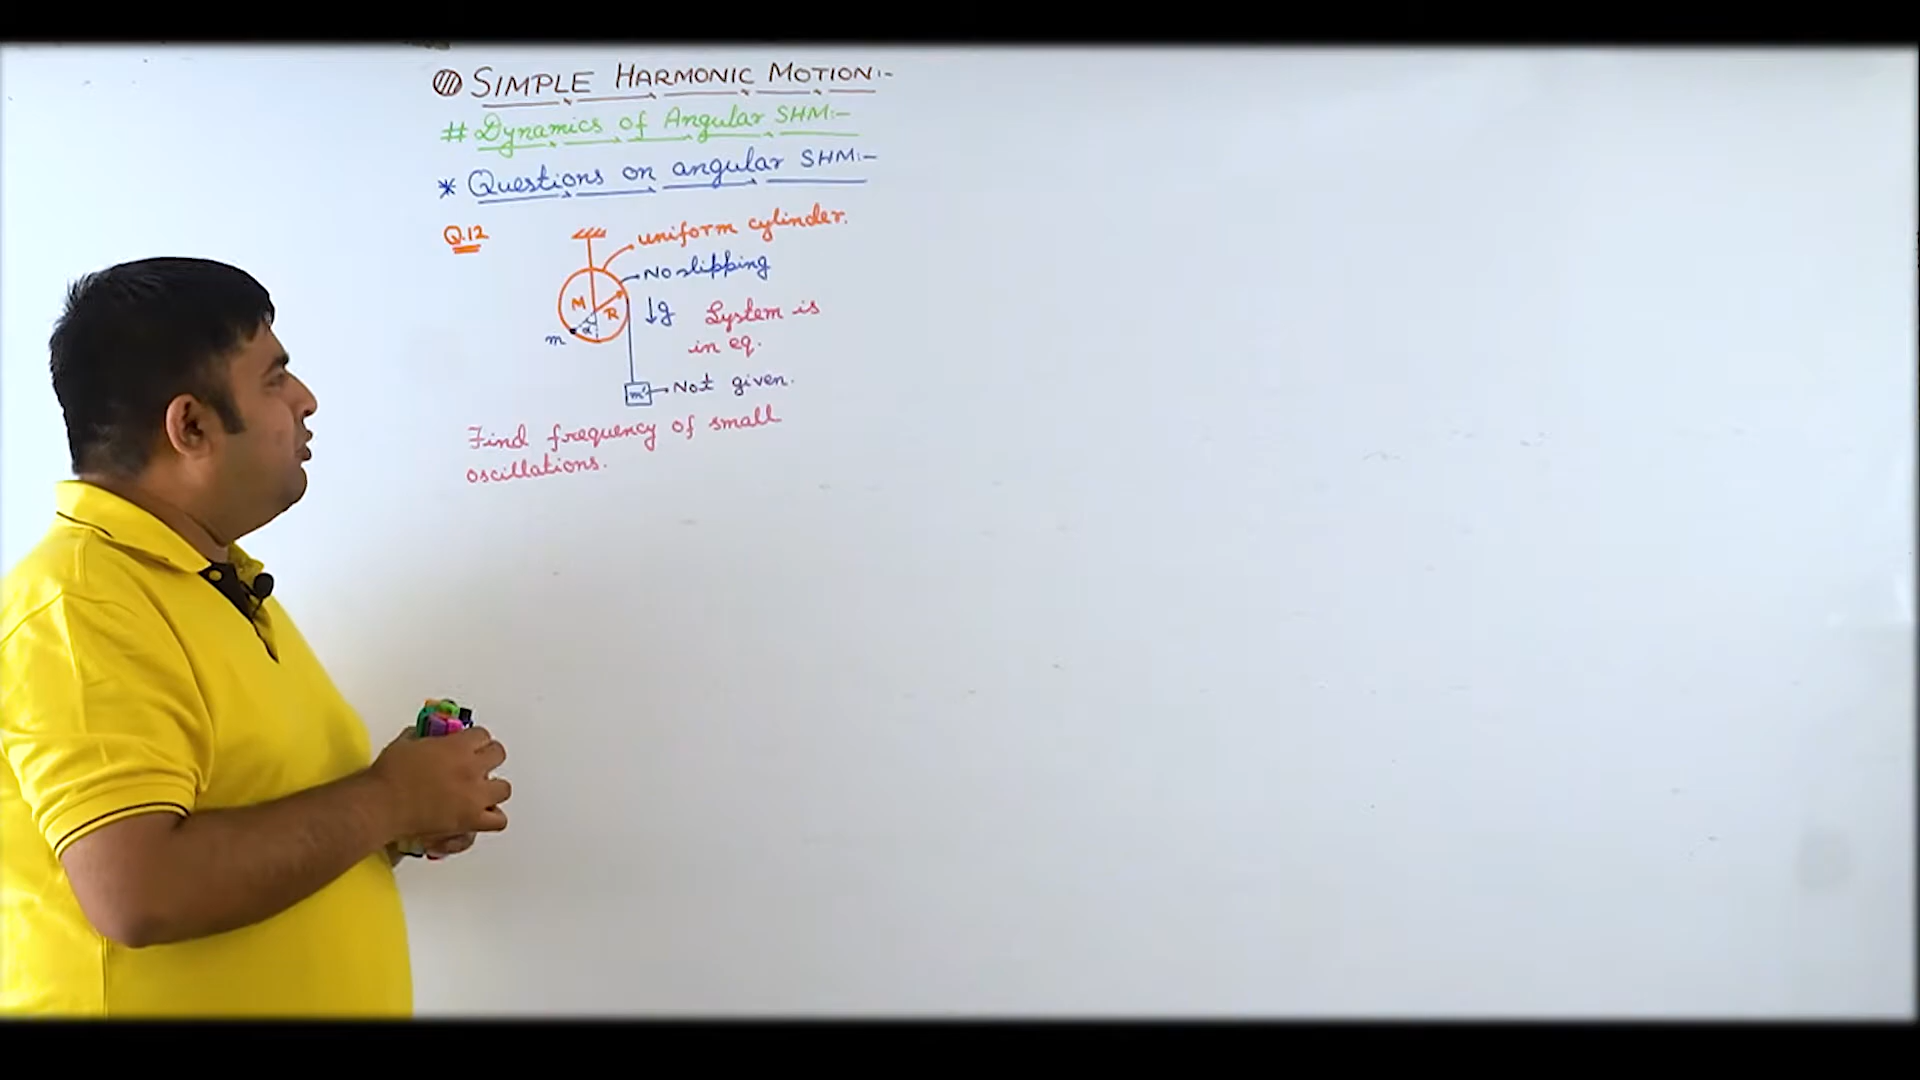 SIMPLE HARMONIC MOTION:-
# Dynamics of Angular SHM:-
* Questions on angular SHM:-
Q.12
uniform cylinder.
No slipping
M
R
↓g
System is
in eq.
α
m
m'
Not given.
Find frequency of small
oscillations.